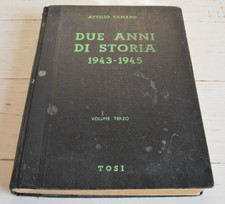 ATTILIO TAMARO
DUE ANNI
DI STORIA
1943-1945
VOLUME TERZO
TOSI